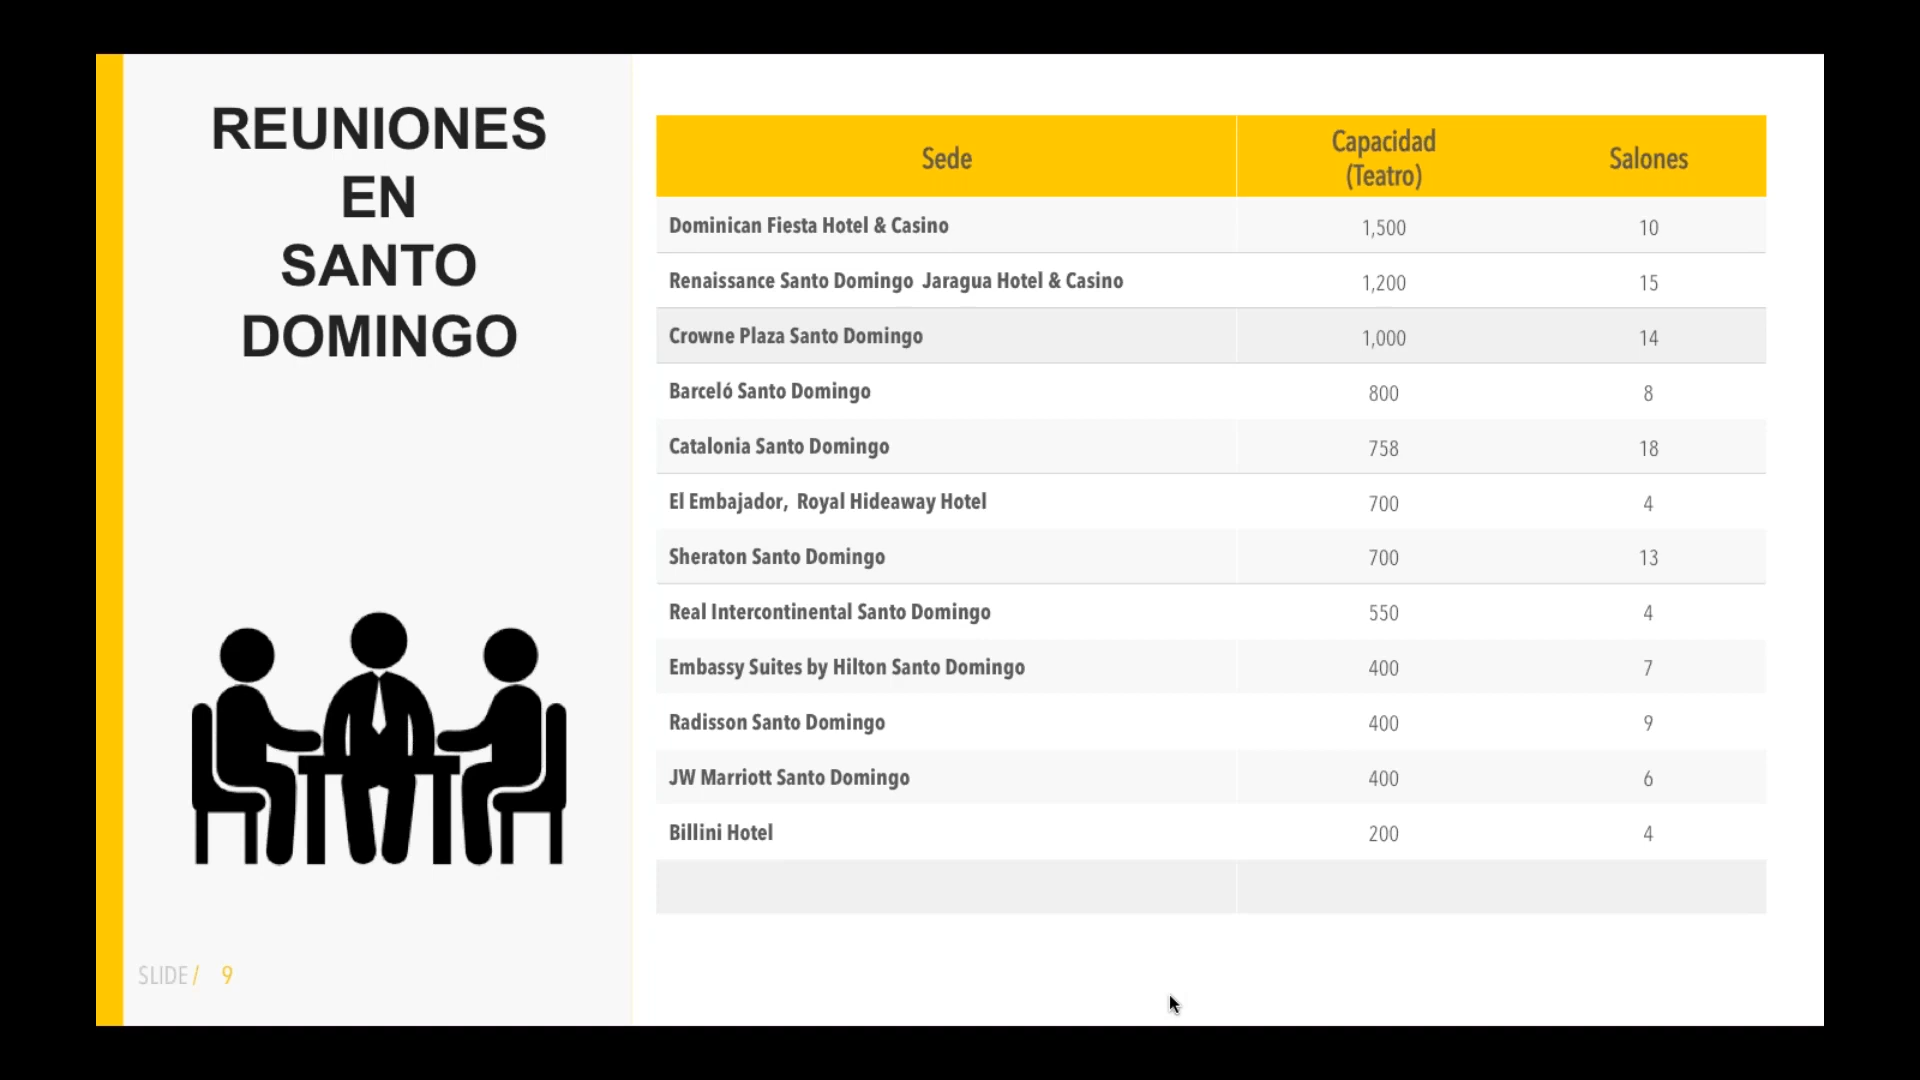 REUNIONES
EN
SANTO
DOMINGO
SLIDE / 9
Sede Capacidad (Teatro) Salones
Dominican Fiesta Hotel & Casino 1,500 10
Renaissance Santo Domingo Jaragua Hotel & Casino 1,200 15
Crowne Plaza Santo Domingo 1,000 14
Barceló Santo Domingo 800 8
Catalonia Santo Domingo 758 18
El Embajador, Royal Hideaway Hotel 700 4
Sheraton Santo Domingo 700 13
Real Intercontinental Santo Domingo 550 4
Embassy Suites by Hilton Santo Domingo 400 7
Radisson Santo Domingo 400 9
JW Marriott Santo Domingo 400 6
Billini Hotel 200 4